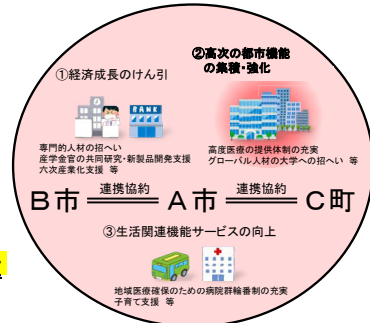 ①経済成長のけん引
②高次の都市機能
の集積・強化
BANK
専門的人材の招へい
産学金官の共同研究・新製品開発支援
六次産業化支援 等
高度医療の提供体制の充実
グローバル人材の大学への招へい 等
B市 連携協約 A市 連携協約 C町
③生活関連機能サービスの向上
地域医療確保のための病院群輪番制の充実
子育て支援 等